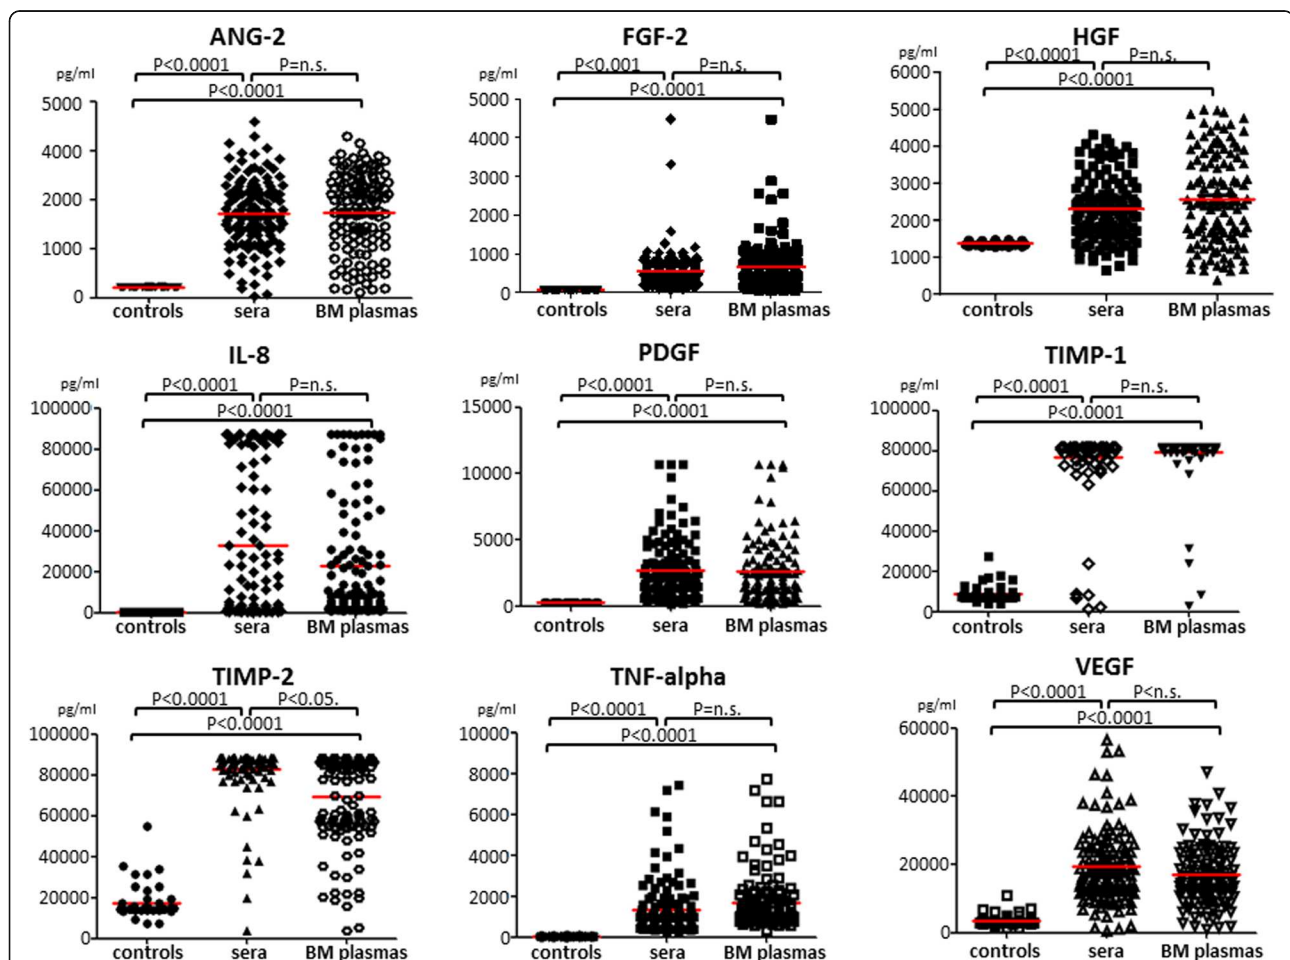 ANG-2
pg/ml
P<0.0001
P=n.s.
P<0.0001
5000
4000
2000
1000
0
controls
sera
BM plasmas
FGF-2
pg/ml
P<0.001
P=n.s.
P<0.0001
5000
4000
3000
2000
1000
0
controls
sera
BM plasmas
HGF
pg/ml
P<0.0001
P=n.s.
P<0.0001
6000
5000
4000
3000
2000
1000
0
controls
sera
BM plasmas
IL-8
pg/ml
P<0.0001
P=n.s.
P<0.0001
100000
80000
60000
40000
20000
0
controls
sera
BM plasmas
PDGF
pg/ml
P<0.0001
P=n.s.
P<0.0001
15000
10000
5000
0
controls
sera
BM plasmas
TIMP-1
pg/ml
P<0.0001
P=n.s.
P<0.0001
100000
80000
60000
40000
20000
0
controls
sera
BM plasmas
TIMP-2
pg/ml
P<0.0001
P<0.05.
P<0.0001
100000
80000
60000
40000
20000
0
controls
sera
BM plasmas
TNF-alpha
pg/ml
P<0.0001
P=n.s.
P<0.0001
10000
8000
6000
4000
2000
0
controls
sera
BM plasmas
VEGF
pg/ml
P<0.0001
P<n.s.
P<0.0001
60000
40000
20000
0
controls
sera
BM plasmas